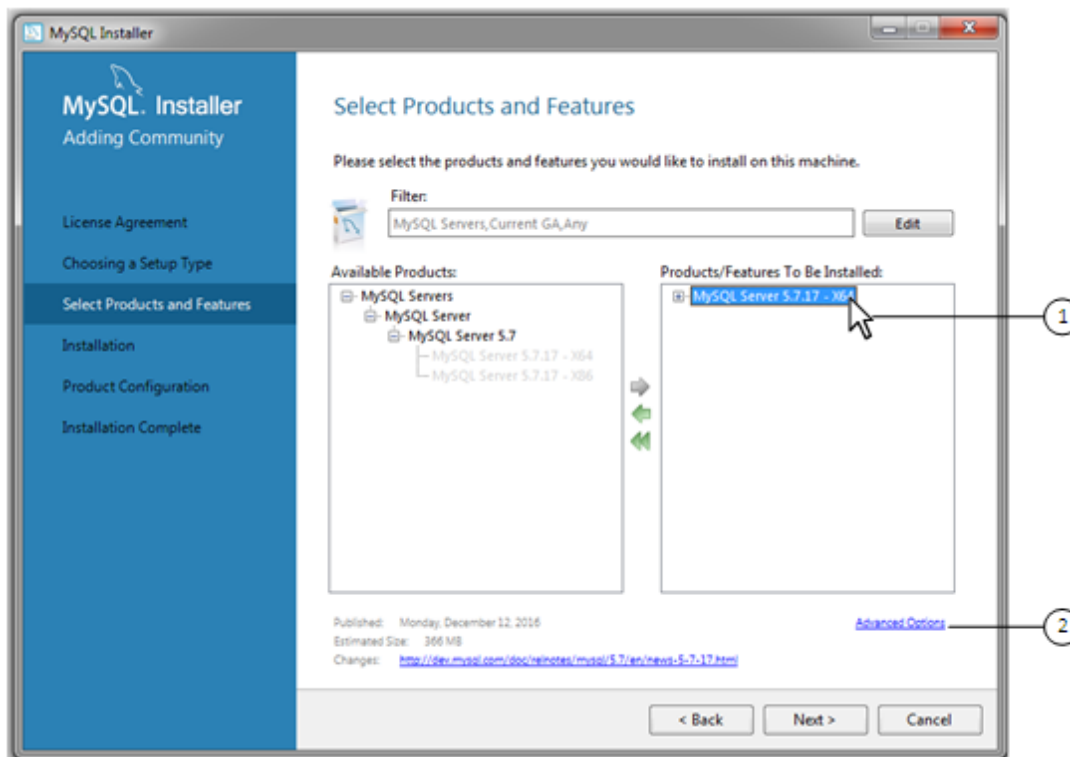 MySQL Installer
MySQL. Installer
Adding Community
License Agreement
Choosing a Setup Type
Select Products and Features
Installation
Product Configuration
Installation Complete
Select Products and Features
Please select the products and features you would like to install on this machine.
Filter:
MySQL Servers,Current GA,Any
Edit
Available Products:
MySQL Servers
MySQL Server
MySQL Server 5.7
MySQL Server 5.7.17 - X64
MySQL Server 5.7.17 - X86
Products/Features To Be Installed:
MySQL Server 5.7.17 - X64
1
Published: Monday, December 12, 2016
Estimated Size: 366 MB
Changes: http://dev.mysql.com/doc/relnotes/mysql/5.7/en/news-5-7-17.html
Advanced Options
2
< Back
Next >
Cancel